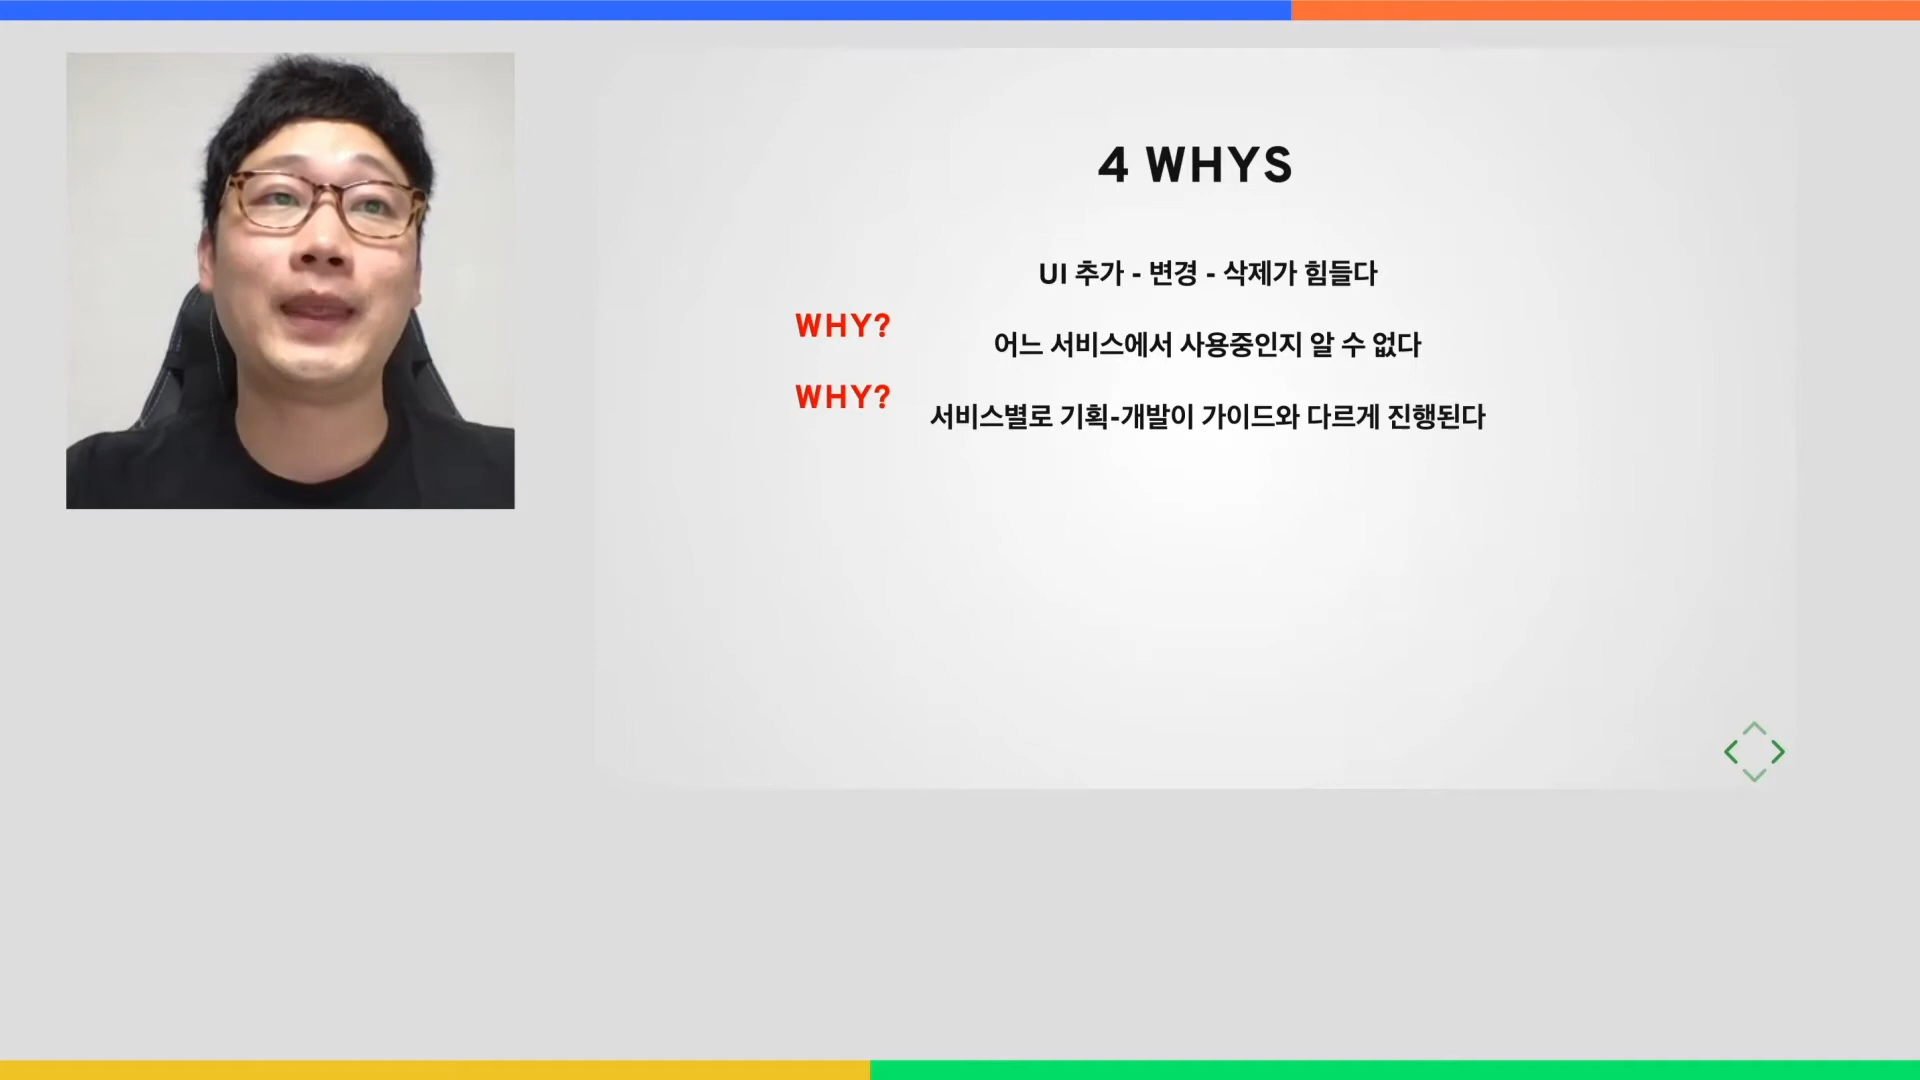 4 WHYS
UI 추가 - 변경 - 삭제가 힘들다
WHY?
어느 서비스에서 사용중인지 알 수 없다
WHY?
서비스별로 기획-개발이 가이드와 다르게 진행된다